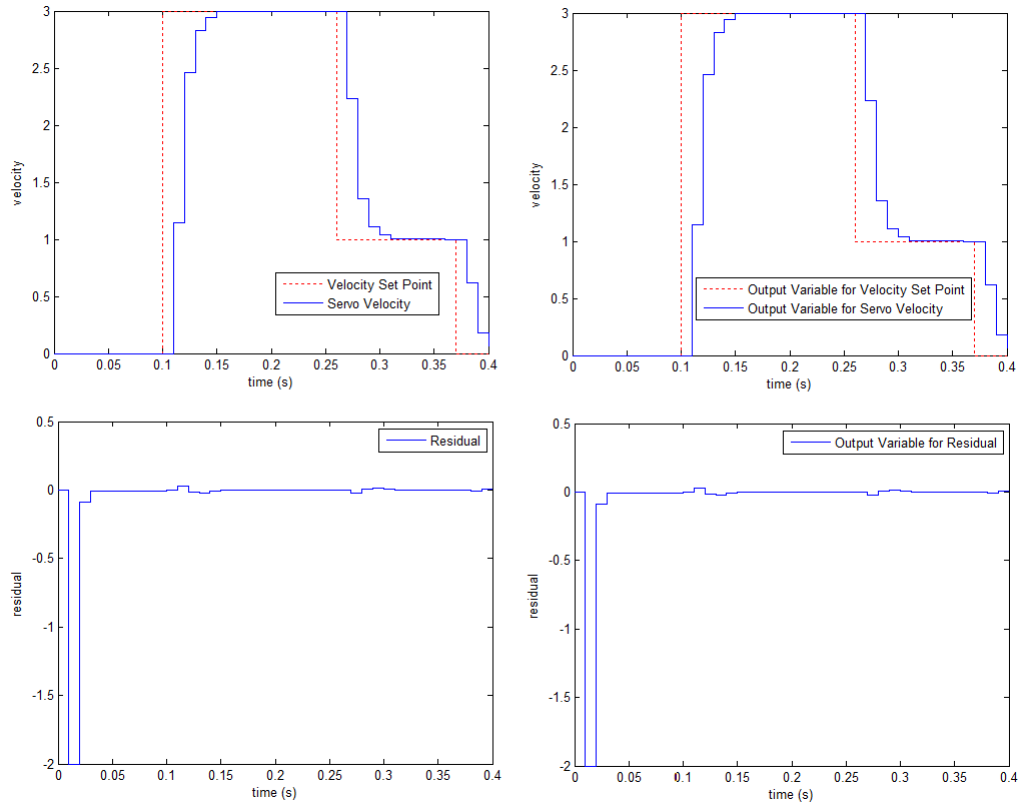 3
2.5
2
1.5
1
0.5
0
velocity
Velocity Set Point
Servo Velocity
0 0.05 0.1 0.15 0.2 0.25 0.3 0.35 0.4
time (s)
3
2.5
2
1.5
1
0.5
0
velocity
Output Variable for Velocity Set Point
Output Variable for Servo Velocity
0 0.05 0.1 0.15 0.2 0.25 0.3 0.35 0.4
time (s)
0.5
0
-0.5
-1
-1.5
-2
residual
Residual
0 0.05 0.1 0.15 0.2 0.25 0.3 0.35 0.4
time (s)
0.5
0
-0.5
-1
-1.5
-2
residual
Output Variable for Residual
0 0.05 0.1 0.15 0.2 0.25 0.3 0.35 0.4
time (s)